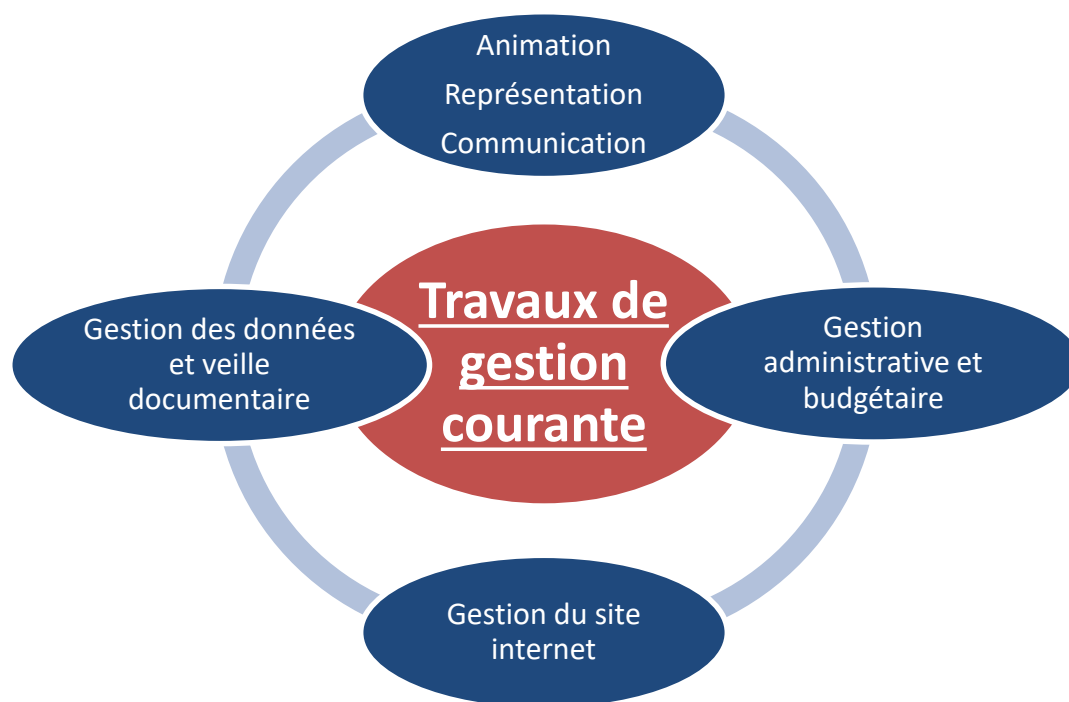 Animation
Représentation
Communication
Travaux de
gestion
courante
Gestion des données
et veille
documentaire
Gestion
administrative et
budgétaire
Gestion du site
internet